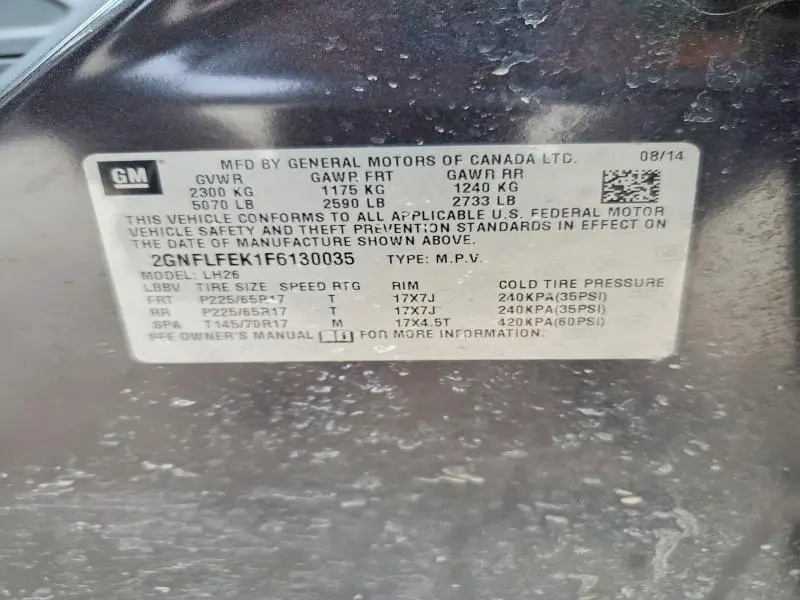 GM MFD BY GENERAL MOTORS OF CANADA LTD. 08/14
GVWR GAWR FRT GAWR RR
2300 KG 1175 KG 1240 KG
5070 LB 2590 LB 2733 LB
THIS VEHICLE CONFORMS TO ALL APPLICABLE U.S. FEDERAL MOTOR
VEHICLE SAFETY AND THEFT PREVENTION STANDARDS IN EFFECT ON
THE DATE OF MANUFACTURE SHOWN ABOVE.
2GNFLFEK1F6130035 TYPE: M.P.V.
MODEL: LH26
LBBV TIRE SIZE SPEED RTG RIM COLD TIRE PRESSURE
FRT P225/65R17 T 17X7J 240KPA(35PSI)
RR P225/65R17 T 17X7J 240KPA(35PSI)
SPA T145/70R17 M 17X4.5T 420KPA(60PSI)
SEE OWNER'S MANUAL FOR MORE INFORMATION.